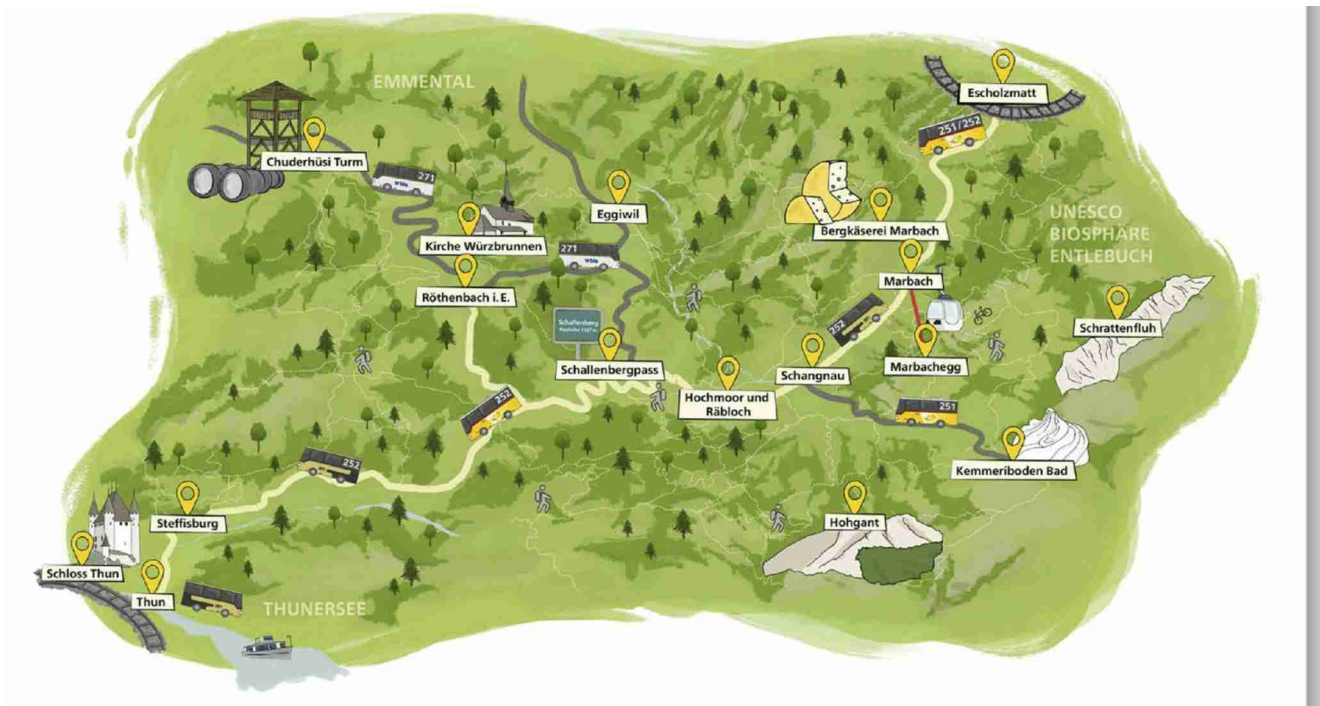 EMMENTAL
Escholzmatt
251/252
Chuderhüsi Turm
271
Eggiwil
UNESCO
BIOSPHÄRE
ENTLEBUCH
Bergkäserei Marbach
Kirche Würzbrunnen
271
Marbach
Röthenbach i. E.
Schallenberg
252
Schrattenfluh
Schallenbergpass
Schangnau
Marbachegg
Hochmoor und
Räbloch
252
251
252
Kemmeriboden Bad
Steffisburg
Hohgant
Schloss Thun
Thun
THUNERSEE